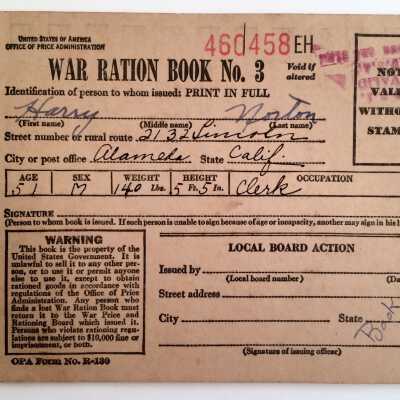 UNITED STATES OF AMERICA
OFFICE OF PRICE ADMINISTRATION
460458 EH
WAR RATION BOOK No. 3
Void if
altered
Identification of person to whom issued: PRINT IN FULL
Harry Norton
(First name) (Middle name) (Last name)
Street number or rural route 2132 Lincoln
City or post office Alameda State Calif.
AGE SEX WEIGHT HEIGHT OCCUPATION
51 M 140 Lbs. 5 Ft. 5 In. Clerk
SIGNATURE
(Person to whom book is issued. If such person is unable to sign because of age or incapacity, another may sign in his
WARNING
This book is the property of the
United States Government. It is
unlawful to sell it to any other per-
son, or to use it or permit anyone
else to use it, except to obtain
rationed goods in accordance with
regulations of the Office of Price
Administration. Any person who
finds a lost War Ration Book must
return it to the War Price and
Rationing Board which issued it.
Persons who violate rationing regu-
lations are subject to $10,000 fine or
imprisonment, or both.
OPA Form No. R-130
LOCAL BOARD ACTION
Issued by
(Local board number) (Da
Street address
City State
(Signature of issuing officer)
Book
NOT
VALI
WITHO
STAM